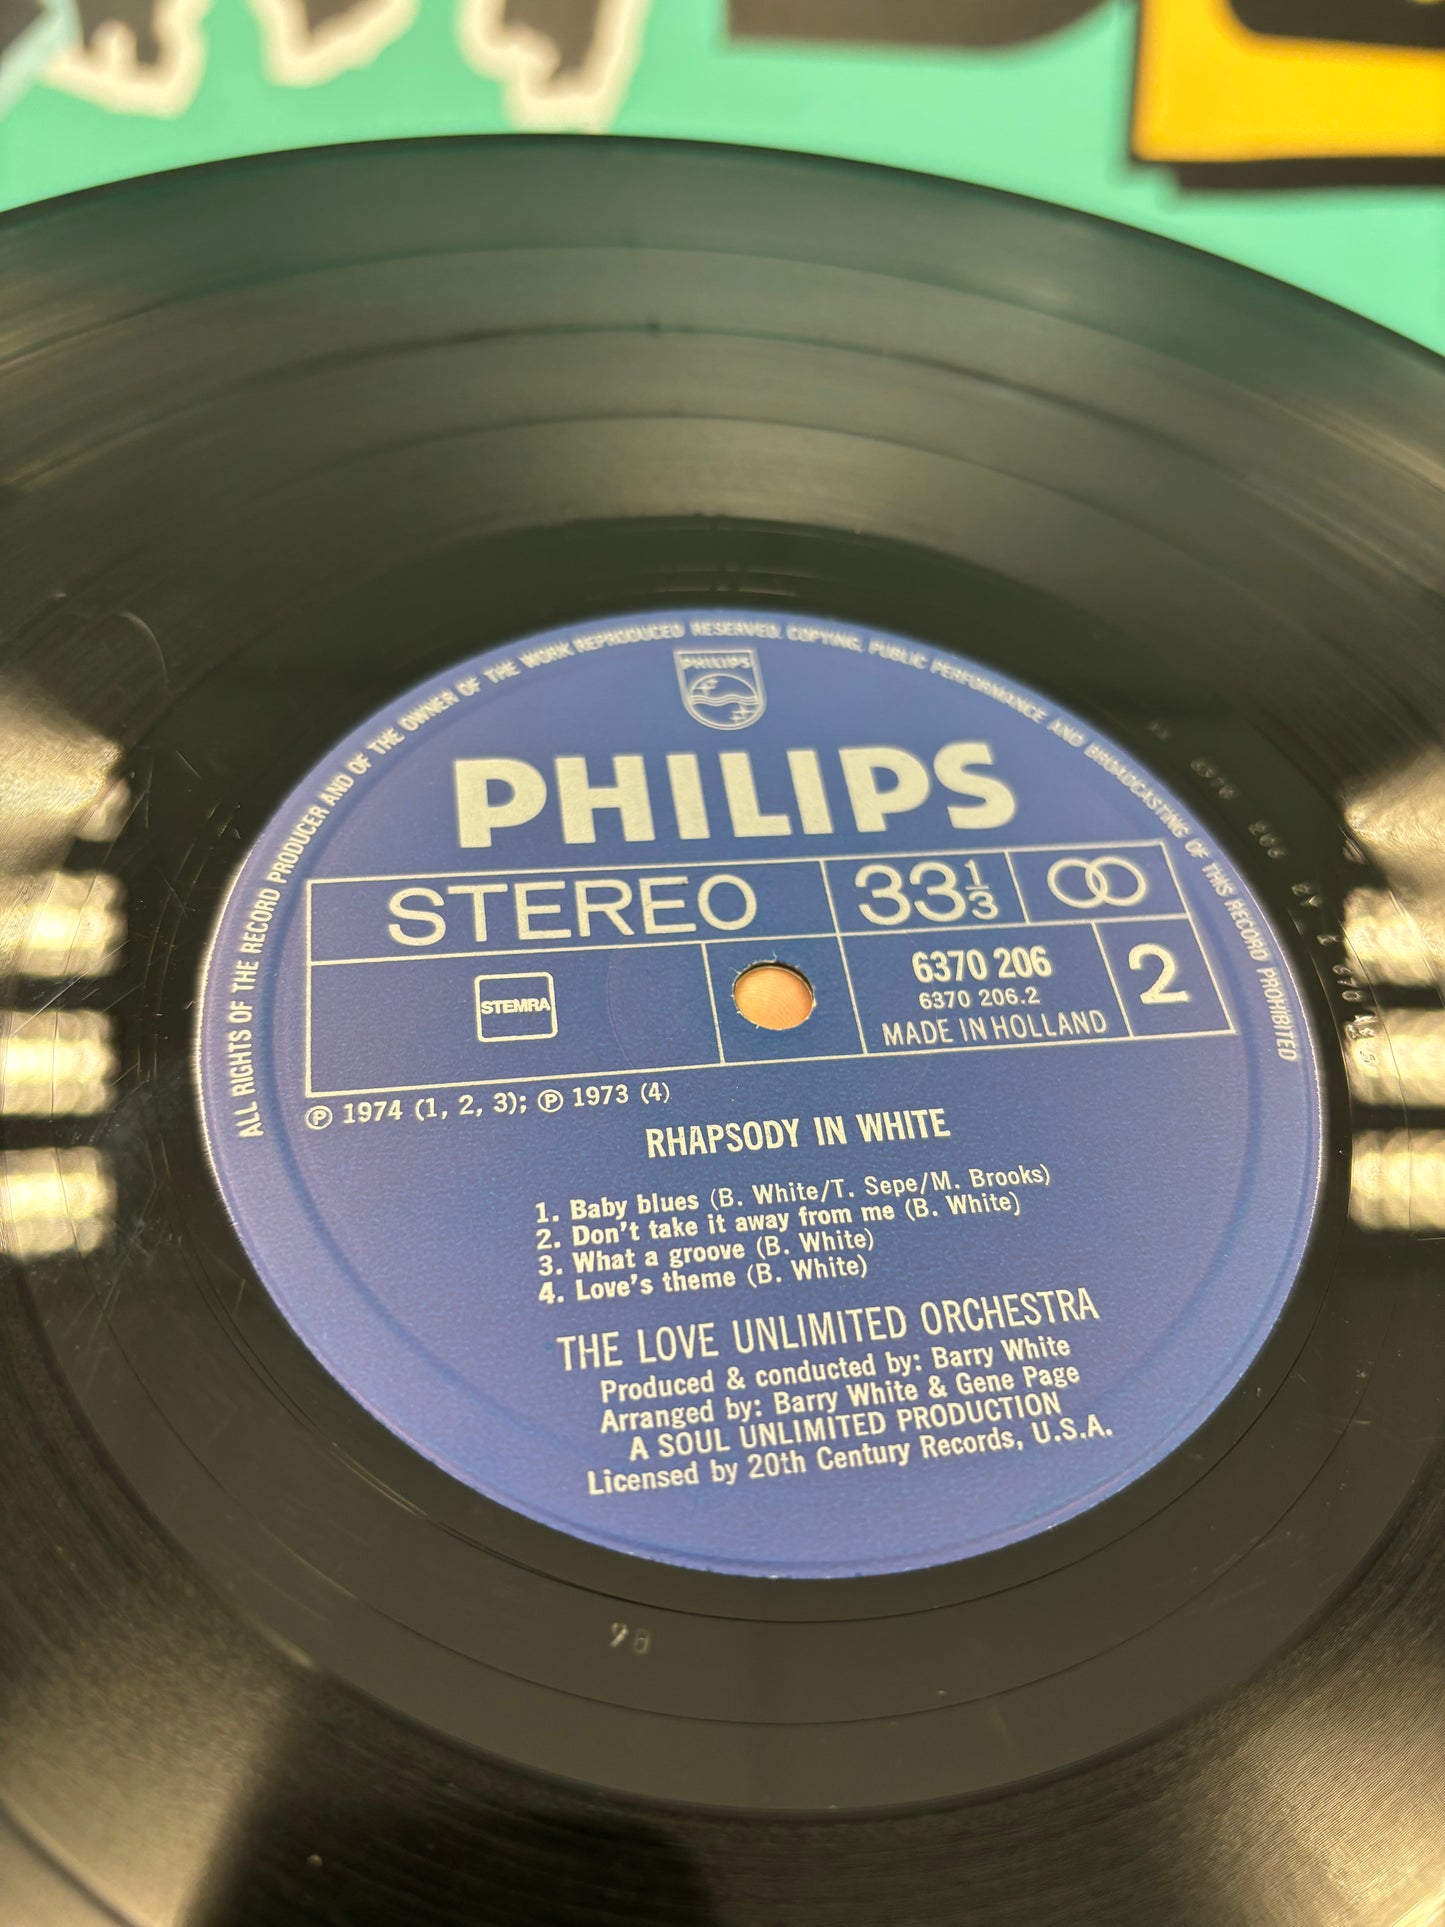 ALL RIGHTS OF THE RECORD PRODUCER AND OF THE OWNER OF THE WORK REPRODUCED RESERVED. COPYING, PUBLIC PERFORMANCE AND BROADCASTING OF THIS RECORD PROHIBITED
PHILIPS
PHILIPS
STEREO 33⅓
STEMRA
6370 206
6370 206.2
MADE IN HOLLAND
2
Ⓟ 1974 (1, 2, 3); Ⓟ 1973 (4)
RHAPSODY IN WHITE
1. Baby blues (B. White/T. Sepe/M. Brooks)
2. Don't take it away from me (B. White)
3. What a groove (B. White)
4. Love's theme (B. White)
THE LOVE UNLIMITED ORCHESTRA
Produced & conducted by: Barry White
Arranged by: Barry White & Gene Page
A SOUL UNLIMITED PRODUCTION
Licensed by 20th Century Records, U.S.A.